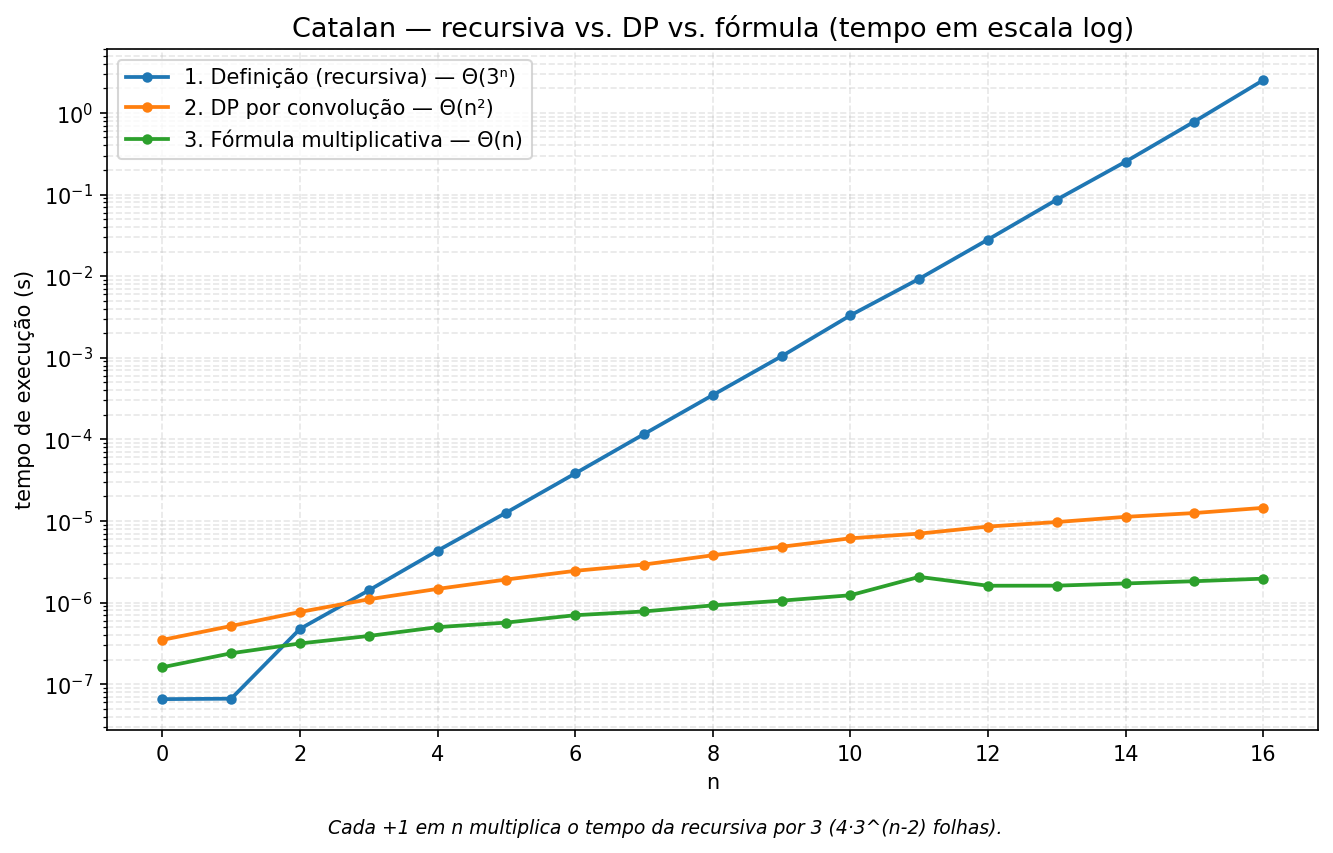 Catalan — recursiva vs. DP vs. fórmula (tempo em escala log)
1. Definição (recursiva) — Θ(3ⁿ)
2. DP por convolução — Θ(n²)
3. Fórmula multiplicativa — Θ(n)
tempo de execução (s)
10⁰
10⁻¹
10⁻²
10⁻³
10⁻⁴
10⁻⁵
10⁻⁶
10⁻⁷
0 2 4 6 8 10 12 14 16
n
Cada +1 em n multiplica o tempo da recursiva por 3 (4·3^(n-2) folhas).